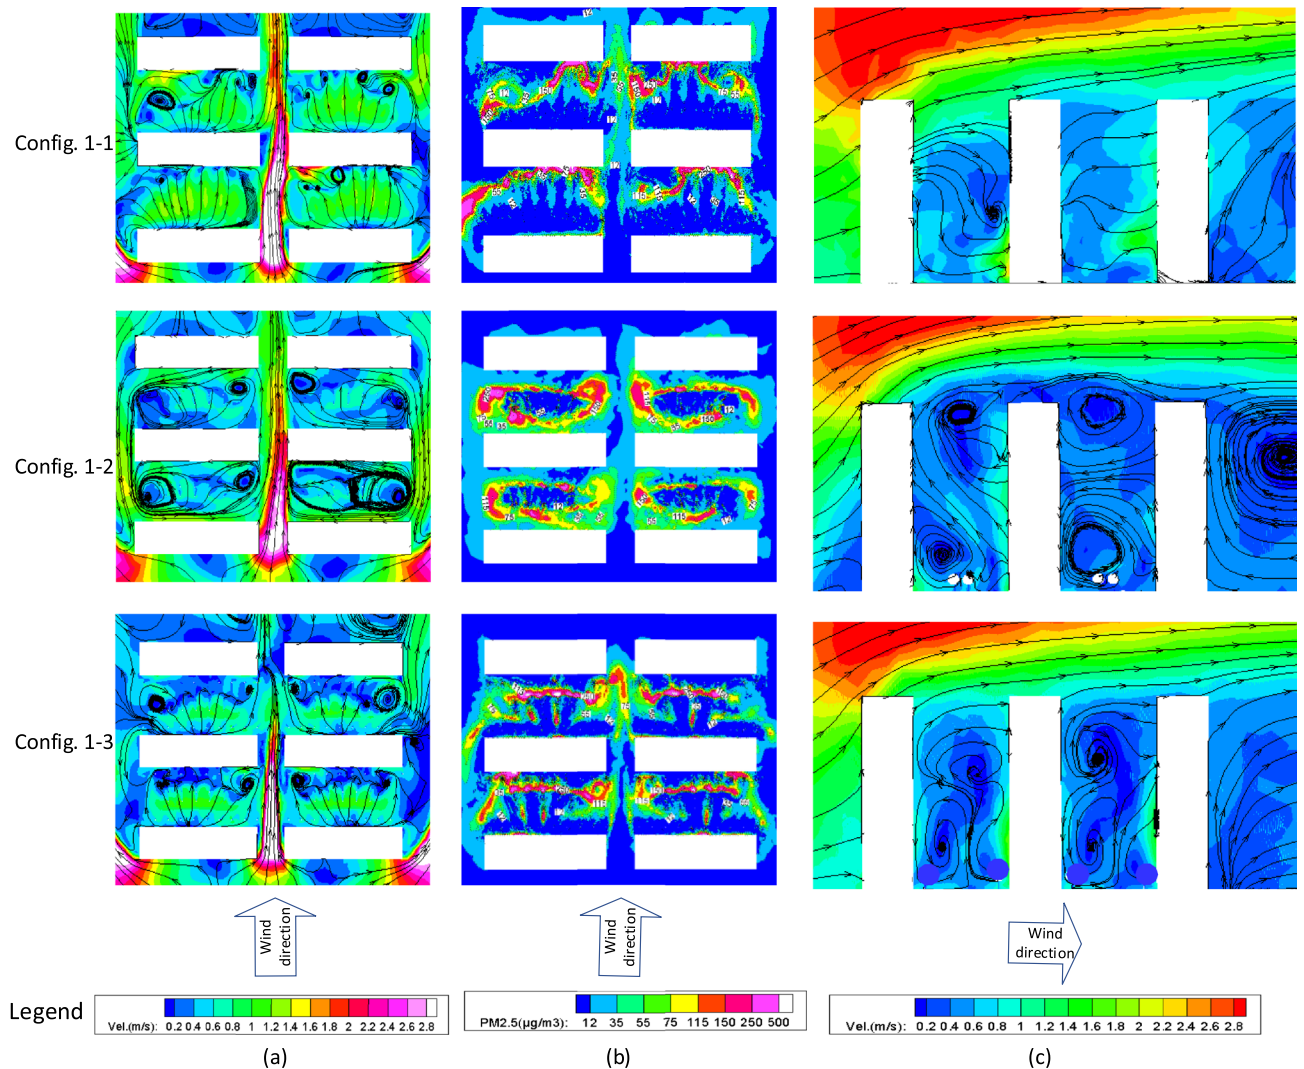 Config. 1-1
Config. 1-2
Config. 1-3
Wind
direction
Wind
direction
Wind
direction
Legend
Vel.(m/s): 0.2 0.4 0.6 0.8 1 1.2 1.4 1.6 1.8 2 2.2 2.4 2.6 2.8
PM2.5(µg/m3): 12 35 55 75 115 150 250 500
Vel.(m/s): 0.2 0.4 0.6 0.8 1 1.2 1.4 1.6 1.8 2 2.2 2.4 2.6 2.8
(a)
(b)
(c)